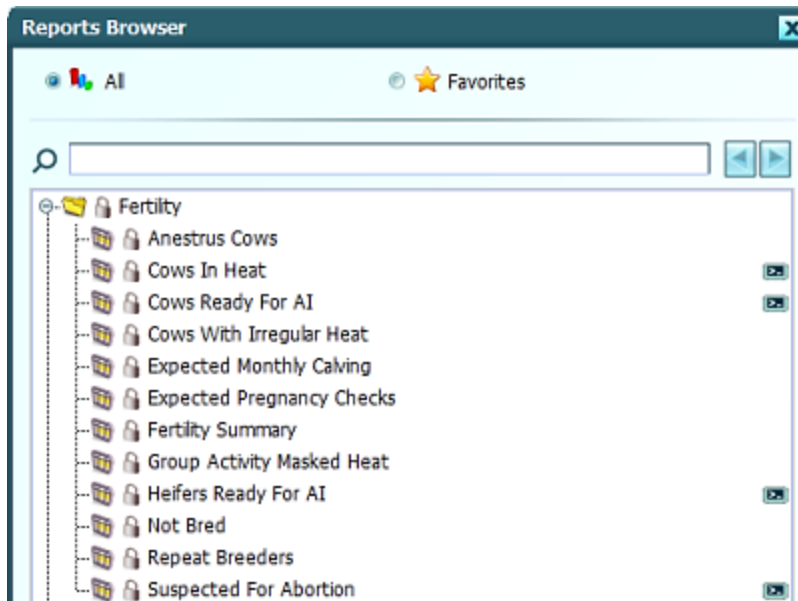 Reports Browser
All
Favorites
Fertility
Anestrus Cows
Cows In Heat
Cows Ready For AI
Cows With Irregular Heat
Expected Monthly Calving
Expected Pregnancy Checks
Fertility Summary
Group Activity Masked Heat
Heifers Ready For AI
Not Bred
Repeat Breeders
Suspected For Abortion